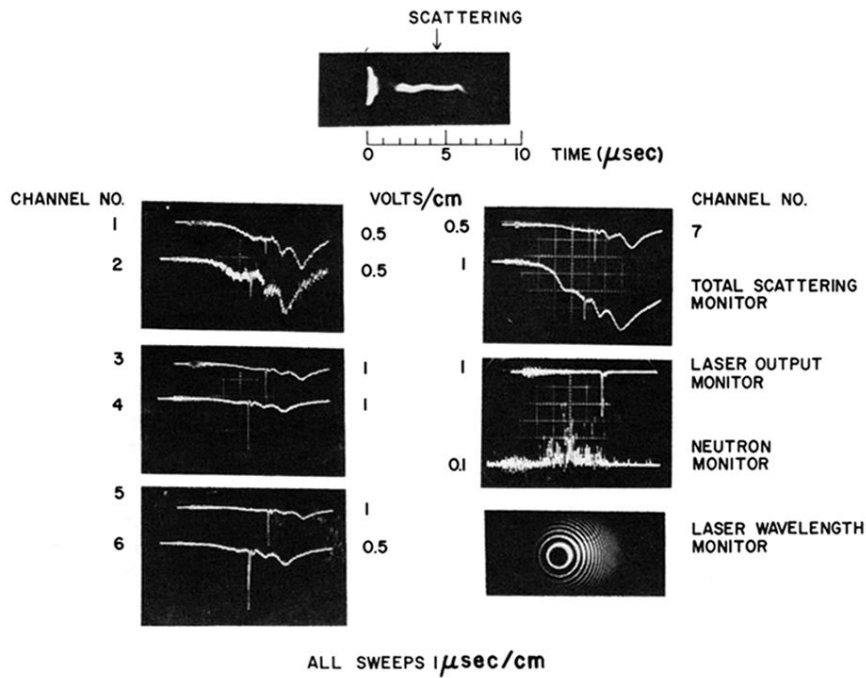 SCATTERING
0 5 10 TIME (μsec)
CHANNEL NO.
1
2
3
4
5
6
VOLTS/cm
0.5
0.5
1
1
1
0.5
0.5
1
1
0.1
CHANNEL NO.
7
TOTAL SCATTERING
MONITOR
LASER OUTPUT
MONITOR
NEUTRON
MONITOR
LASER WAVELENGTH
MONITOR
ALL SWEEPS 1 μsec/cm